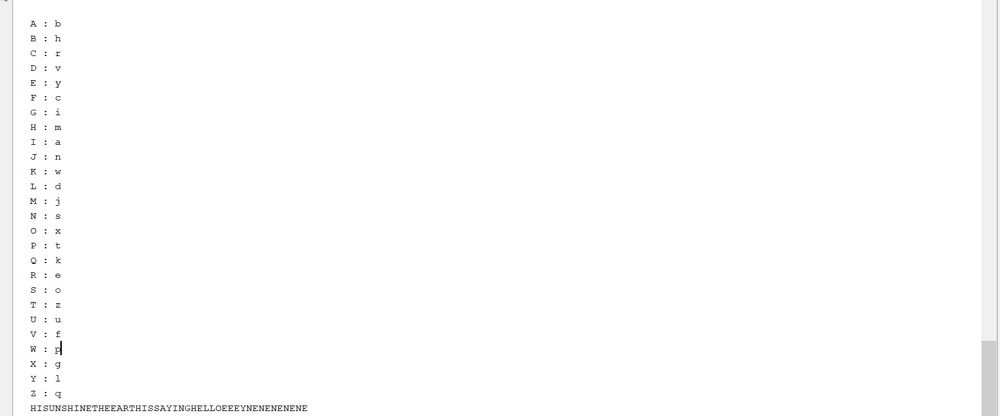 A : b
B : h
C : r
D : v
E : y
F : c
G : i
H : m
I : a
J : n
K : w
L : d
M : j
N : s
O : x
P : t
Q : k
R : e
S : o
T : z
U : u
V : f
W : p
X : g
Y : l
Z : q
HISUNSHINETHEEARTHISSAYINGHELLOEEEYNENENENENE